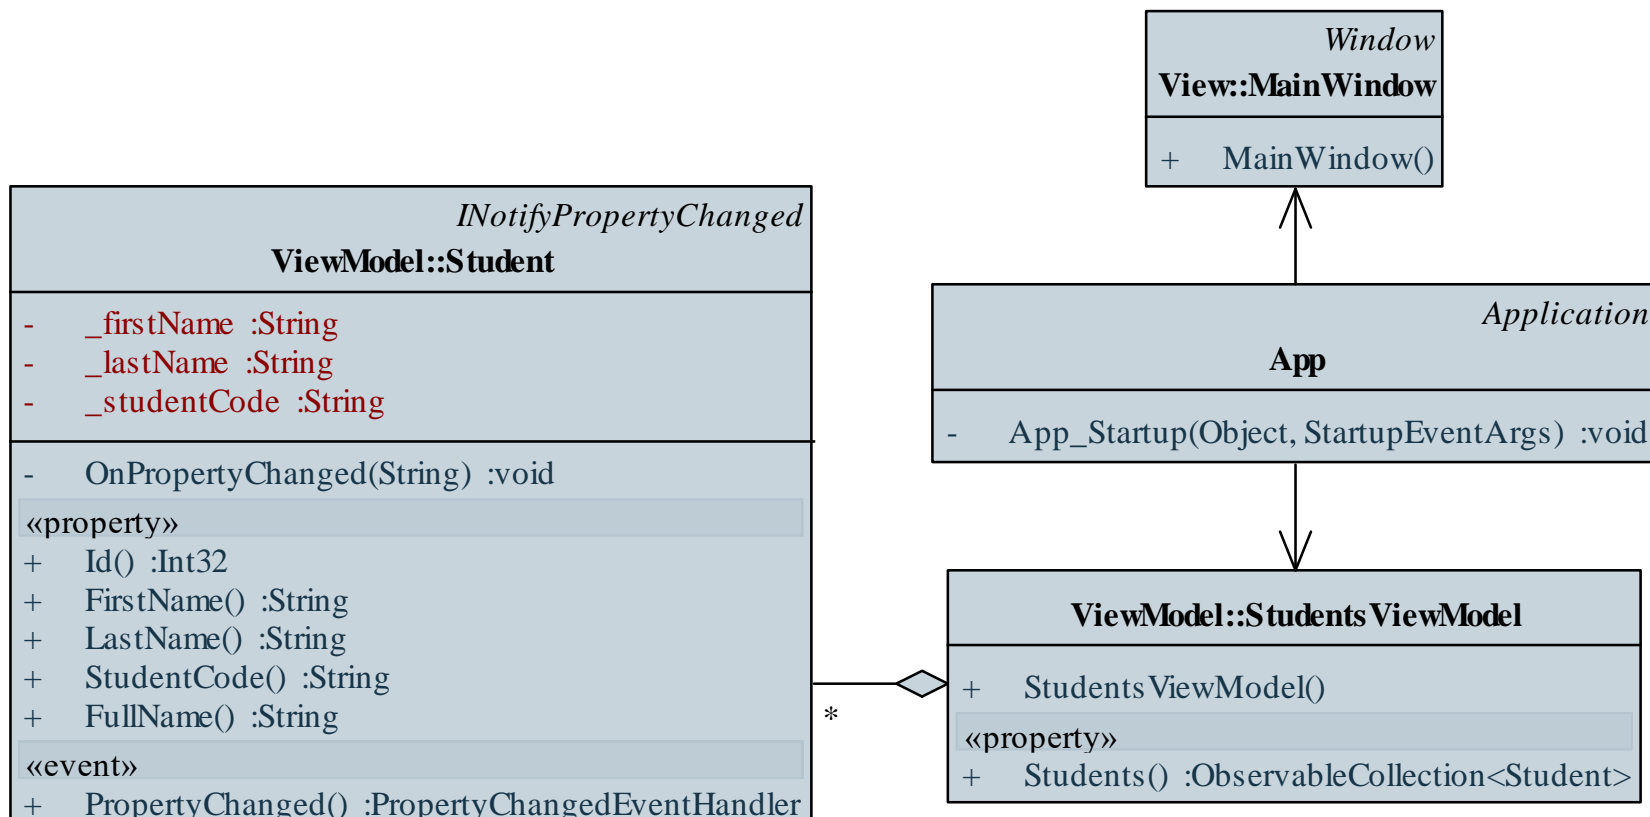 Window
View::MainWindow
+ MainWindow()
INotifyPropertyChanged
ViewModel::Student
- _firstName :String
- _lastName :String
- _studentCode :String
- OnPropertyChanged(String) :void
«property»
+ Id() :Int32
+ FirstName() :String
+ LastName() :String
+ StudentCode() :String
+ FullName() :String
«event»
+ PropertyChanged() :PropertyChangedEventHandler
Application
App
- App_Startup(Object, StartupEventArgs) :void
*
ViewModel::StudentsViewModel
+ StudentsViewModel()
«property»
+ Students() :ObservableCollection<Student>